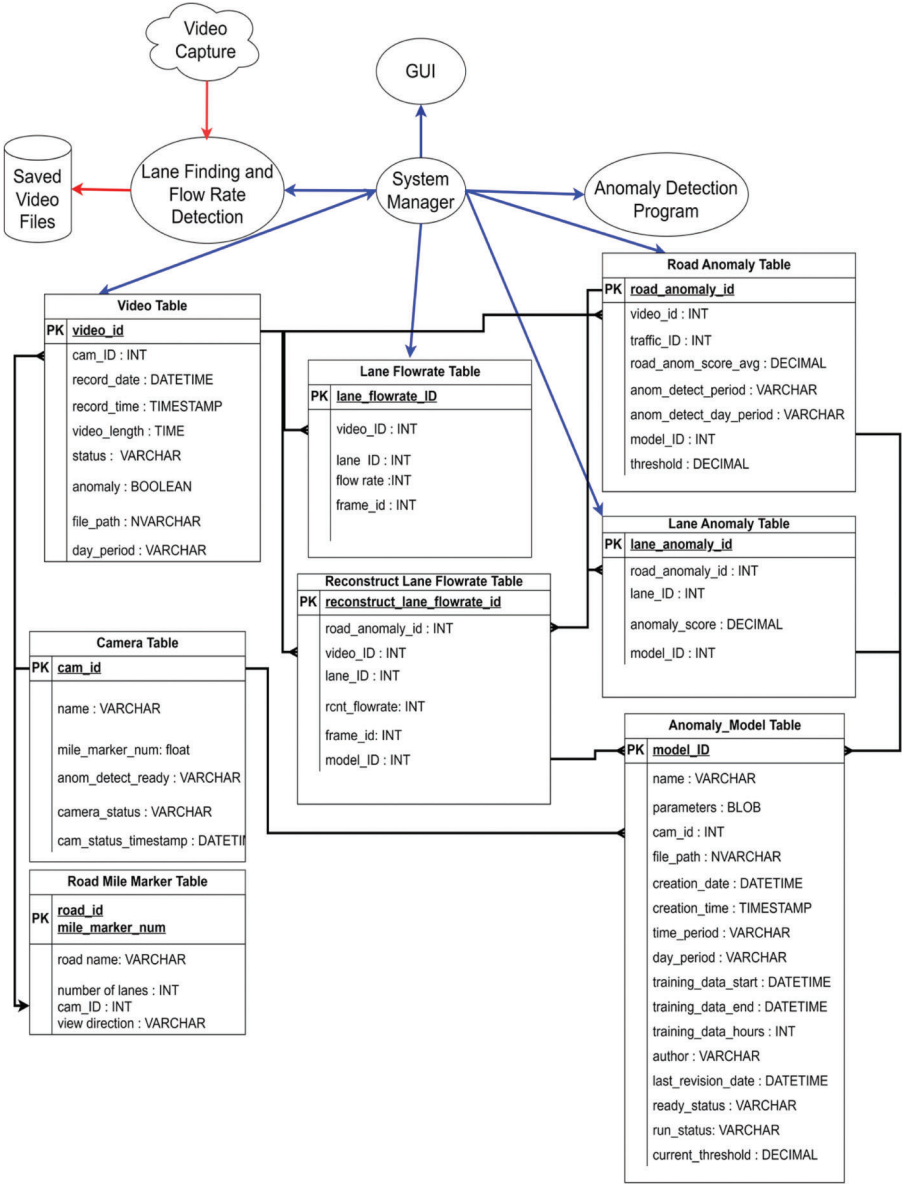 Video
Capture
GUI
Saved
Video
Files
Lane Finding and
Flow Rate
Detection
System
Manager
Anomaly Detection
Program
Video Table
PK video_id
cam_ID : INT
record_date : DATETIME
record_time : TIMESTAMP
video_length : TIME
status : VARCHAR
anomaly : BOOLEAN
file_path : NVARCHAR
day_period : VARCHAR
Lane Flowrate Table
PK lane_flowrate_ID
video_ID : INT
lane ID : INT
flow rate :INT
frame_id : INT
Road Anomaly Table
PK road_anomaly_id
video_id : INT
traffic_ID : INT
road_anom_score_avg : DECIMAL
anom_detect_period : VARCHAR
anom_detect_day_period : VARCHAR
model_ID : INT
threshold : DECIMAL
Lane Anomaly Table
PK lane_anomaly_id
road_anomaly_id : INT
lane_ID : INT
anomaly_score : DECIMAL
model_ID : INT
Reconstruct Lane Flowrate Table
PK reconstruct_lane_flowrate_id
road_anomaly_id : INT
video_ID : INT
lane_ID : INT
rcnt_flowrate: INT
frame_id: INT
model_ID : INT
Camera Table
PK cam_id
name : VARCHAR
mile_marker_num: float
anom_detect_ready : VARCHAR
camera_status : VARCHAR
cam_status_timestamp : DATETI
Road Mile Marker Table
PK road_id
mile_marker_num
road name: VARCHAR
number of lanes : INT
cam_ID : INT
view direction : VARCHAR
Anomaly_Model Table
PK model_ID
name : VARCHAR
parameters : BLOB
cam_id : INT
file_path : NVARCHAR
creation_date : DATETIME
creation_time : TIMESTAMP
time_period : VARCHAR
day_period : VARCHAR
training_data_start : DATETIME
training_data_end : DATETIME
training_data_hours : INT
author : VARCHAR
last_revision_date : DATETIME
ready_status : VARCHAR
run_status: VARCHAR
current_threshold : DECIMAL